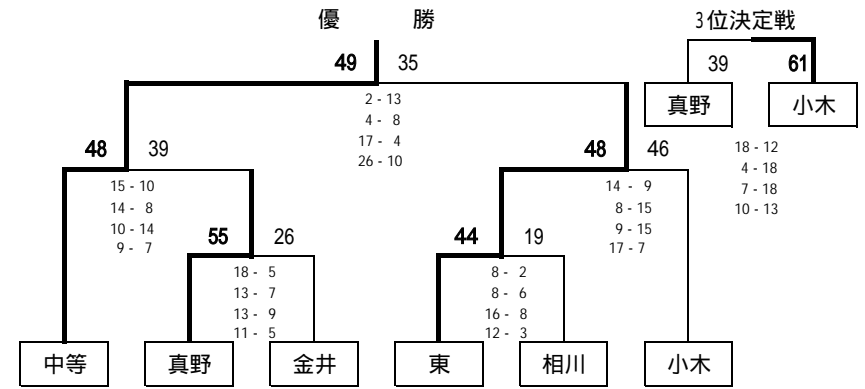 優 勝
3位決定戦
49 35
39 61
真野 小木
2 - 13
4 - 8
17 - 4
26 - 10
18 - 12
4 - 18
7 - 18
10 - 13
48 39
48 46
15 - 10
14 - 8
10 - 14
9 - 7
14 - 9
8 - 15
9 - 15
17 - 7
55 26
44 19
18 - 5
13 - 7
13 - 9
11 - 5
8 - 2
8 - 6
16 - 8
12 - 3
中等 真野 金井 東 相川 小木